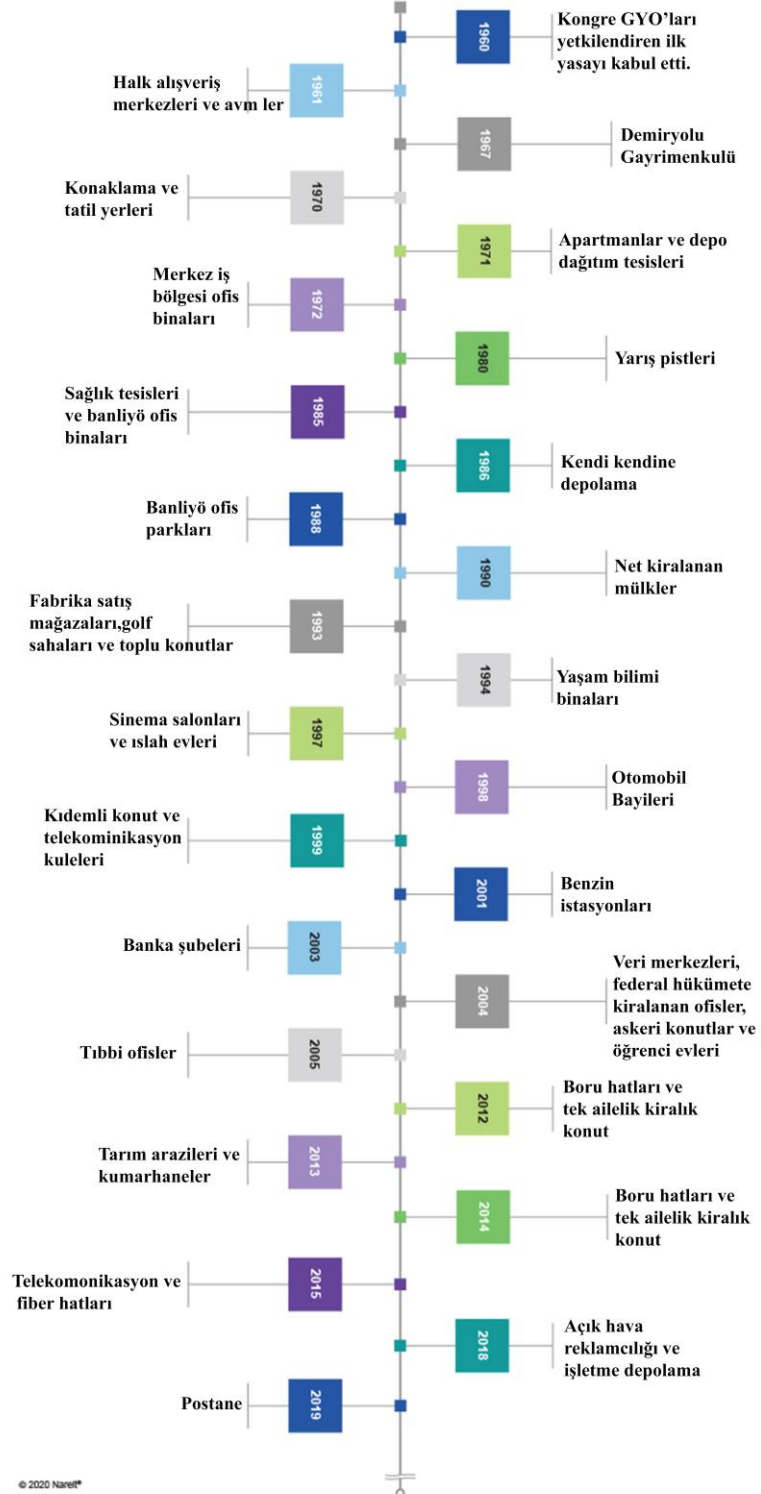 1960
Kongre GYO’ları
yetkilendiren ilk
yasayı kabul etti.
Halk alışveriş
merkezleri ve avm ler
1961
1967
Demiryolu
Gayrimenkulü
Konaklama ve
tatil yerleri
1970
1971
Apartmanlar ve depo
dağıtım tesisleri
Merkez iş
bölgesi ofis
binaları
1972
1980
Yarış pistleri
Sağlık tesisleri
ve banliyö ofis
binaları
1985
1986
Kendi kendine
depolama
Banliyö ofis
parkları
1988
1990
Net kiralanan
mülkler
Fabrika satış
mağazaları,golf
sahaları ve toplu konutlar
1993
1994
Yaşam bilimi
binaları
Sinema salonları
ve ıslah evleri
1997
1998
Otomobil
Bayileri
Kıdemli konut ve
telekominikasyon
kuleleri
1999
2001
Benzin
istasyonları
Banka şubeleri
2003
2004
Veri merkezleri,
federal hükümete
kiralanan ofisler,
askeri konutlar ve
öğrenci evleri
Tıbbi ofisler
2005
2012
Boru hatları ve
tek ailelik kiralık
konut
Tarım arazileri ve
kumarhaneler
2013
2014
Boru hatları ve
tek ailelik kiralık
konut
Telekomonikasyon ve
fiber hatları
2015
2018
Açık hava
reklamcılığı ve
işletme depolama
Postane
2019
© 2020 Nareit®